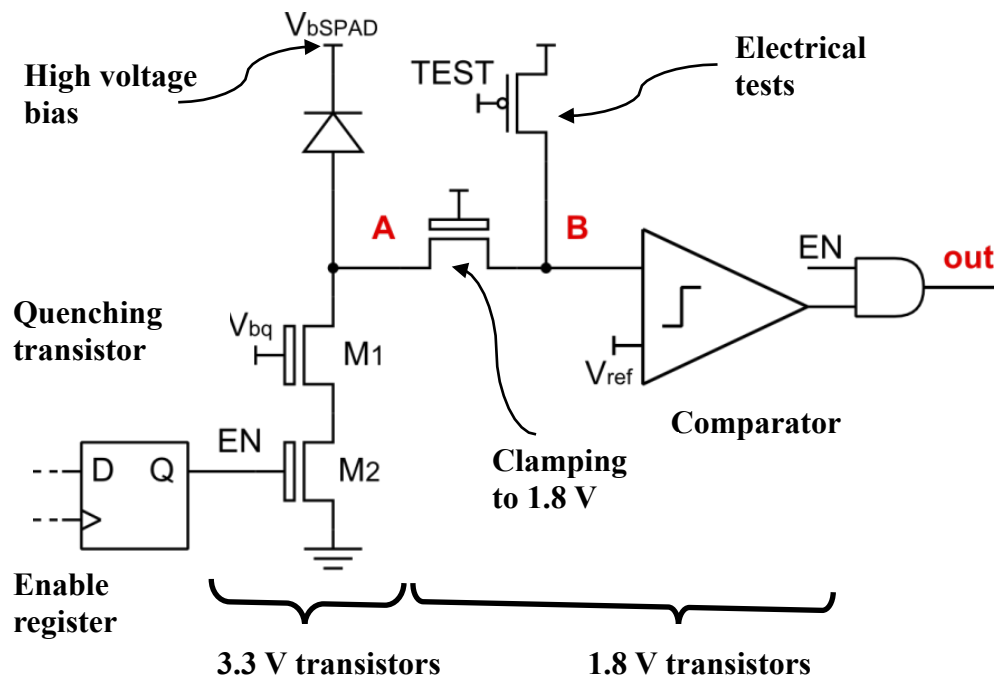 VbSPAD
High voltage
bias
TEST
Electrical
tests
A
B
EN
out
Quenching
transistor
Vbq
M1
Vref
Comparator
EN
D Q
M2
Clamping
to 1.8 V
Enable
register
3.3 V transistors
1.8 V transistors